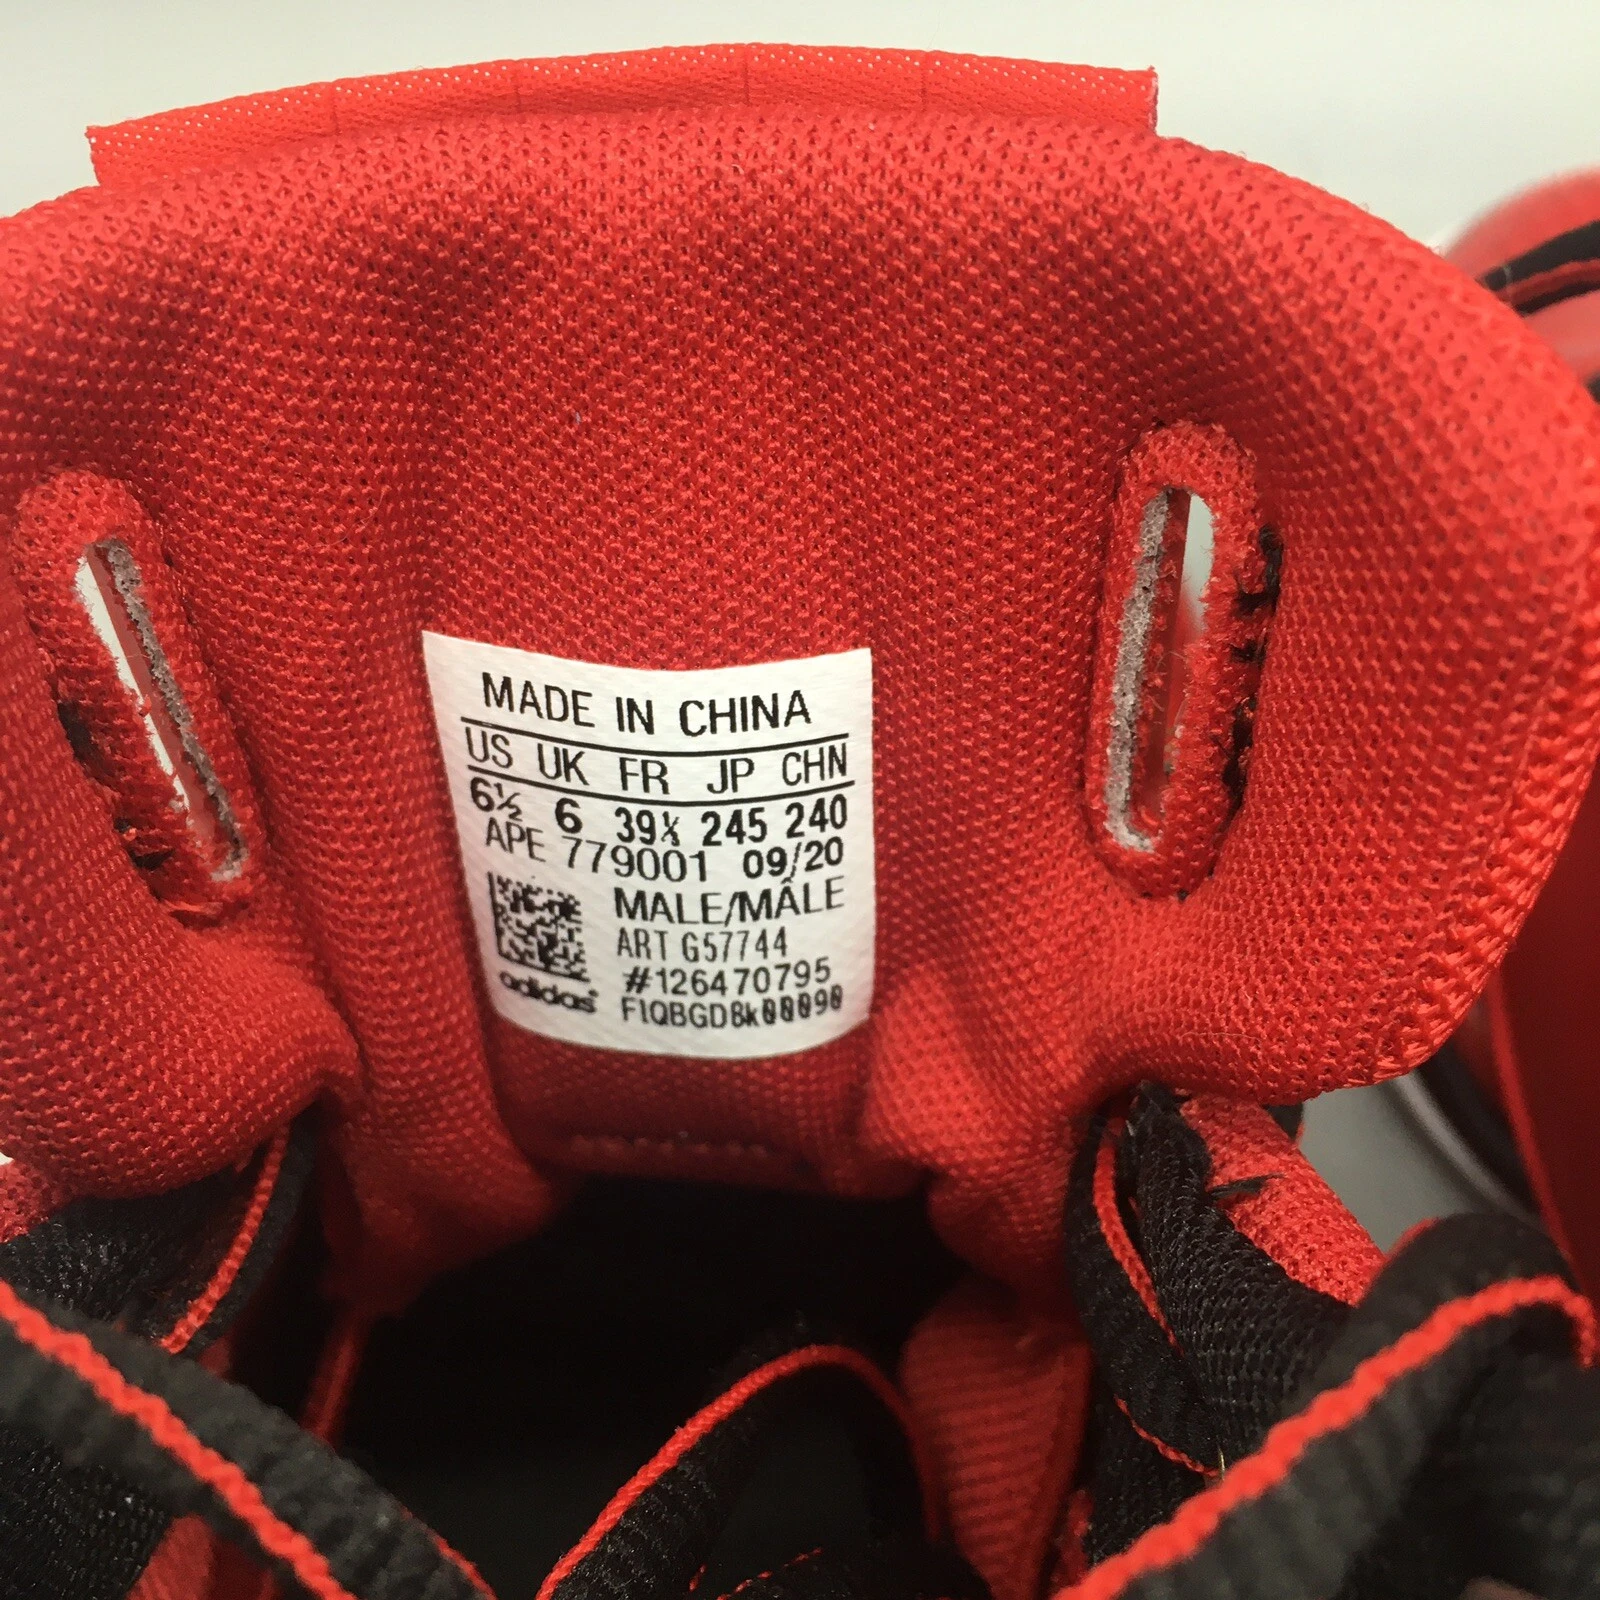 MADE IN CHINA
US UK FR JP CHN
6½ 6 39⅓ 245 240
APE 779001 09/20
MALE/MÂLE
ART G57744
#126470795
adidas